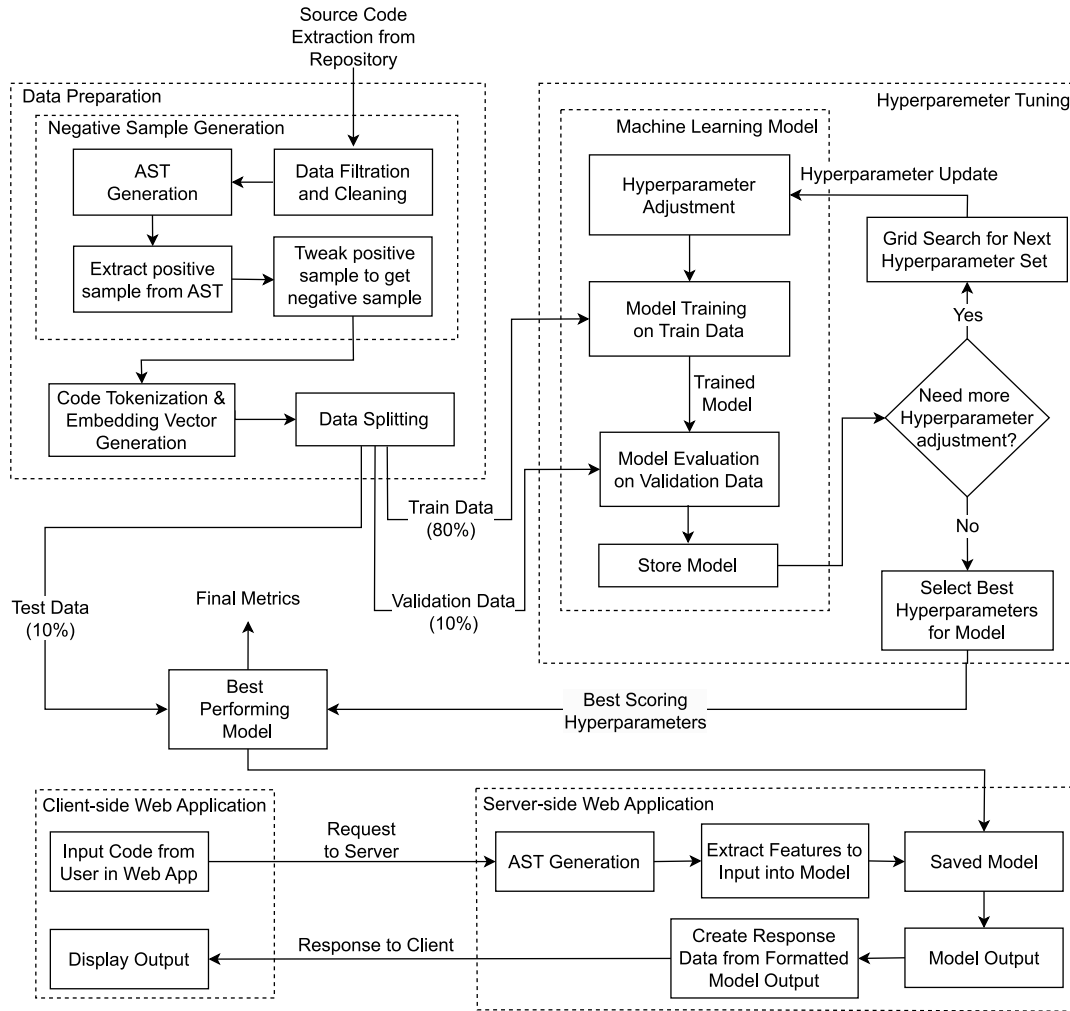 Source Code
Extraction from
Repository
Data Preparation
Negative Sample Generation
AST
Generation
Data Filtration
and Cleaning
Extract positive
sample from AST
Tweak positive
sample to get
negative sample
Code Tokenization &
Embedding Vector
Generation
Data Splitting
Hyperparemeter Tuning
Machine Learning Model
Hyperparameter
Adjustment
Hyperparameter Update
Grid Search for Next
Hyperparameter Set
Model Training
on Train Data
Yes
Trained
Model
Need more
Hyperparameter
adjustment?
Model Evaluation
on Validation Data
Train Data
(80%)
No
Store Model
Select Best
Hyperparameters
for Model
Test Data
(10%)
Final Metrics
Validation Data
(10%)
Best
Performing
Model
Best Scoring
Hyperparameters
Client-side Web Application
Server-side Web Application
Input Code from
User in Web App
Request
to Server
AST Generation
Extract Features to
Input into Model
Saved Model
Display Output
Response to Client
Create Response
Data from Formatted
Model Output
Model Output